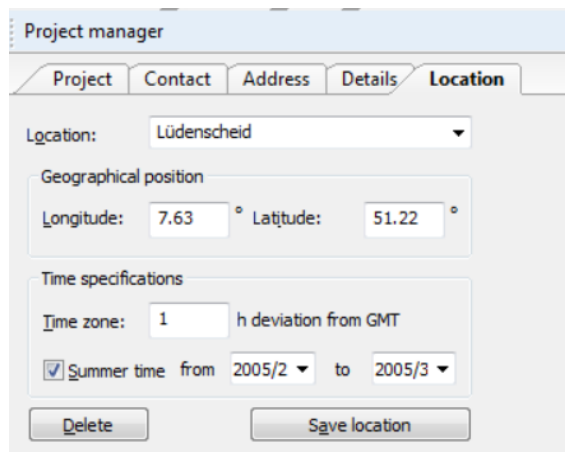 Project manager
Project Contact Address Details Location
Location: Lüdenscheid
Geographical position
Longitude: 7.63 ° Latitude: 51.22 °
Time specifications
Time zone: 1 h deviation from GMT
Summer time from 2005/2 to 2005/3
Delete Save location